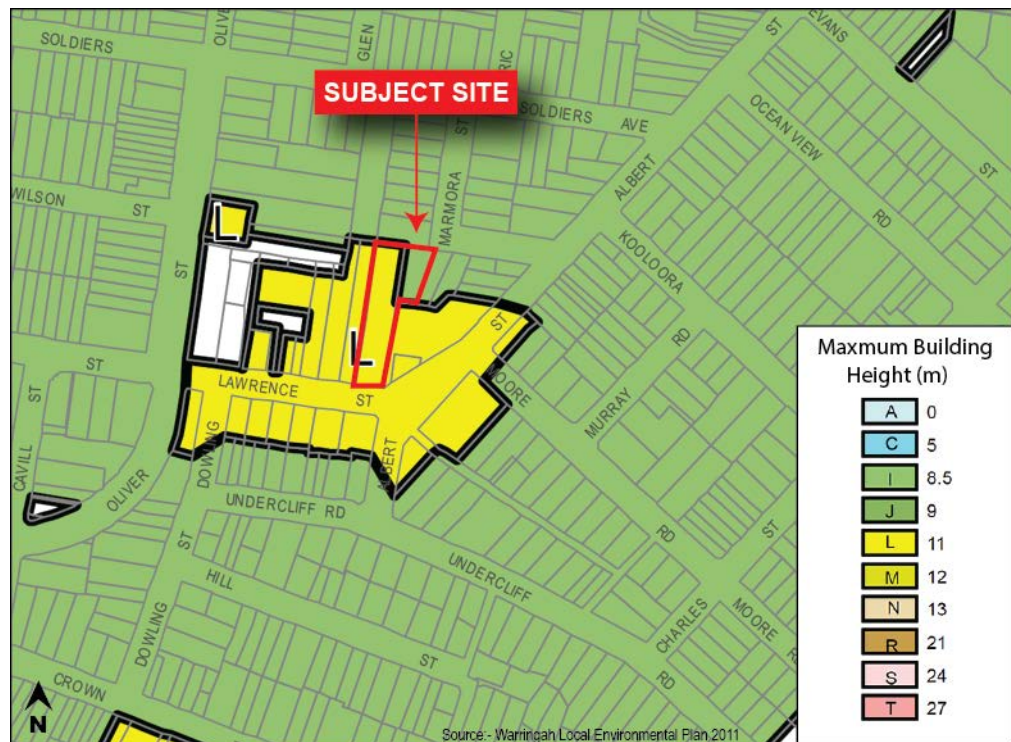 SOLDIERS
OLIVE
GLEN
RIC
ST
EVANS
SUBJECT SITE
ST
SOLDIERS AVE
ALBERT
OCEAN VIEW
RD
ST
WILSON ST
L
ST
MARMORA
KOOLOORA
RD
L
ST
ST
LAWRENCE ST
MOORE
MURRAY
CAVILL
ST
OLIVER
DOWLING
ALBERT
UNDERCLIFF RD
RD
ST
ST
HILL
UNDERCLIFF
CHARLES
MOORE
R
DOWLING
ST
RD
CROWN
N
Source:- Warringah Local Environmental Plan 2011
Maxmum Building
Height (m)
A 0
C 5
I 8.5
J 9
L 11
M 12
N 13
R 21
S 24
T 27